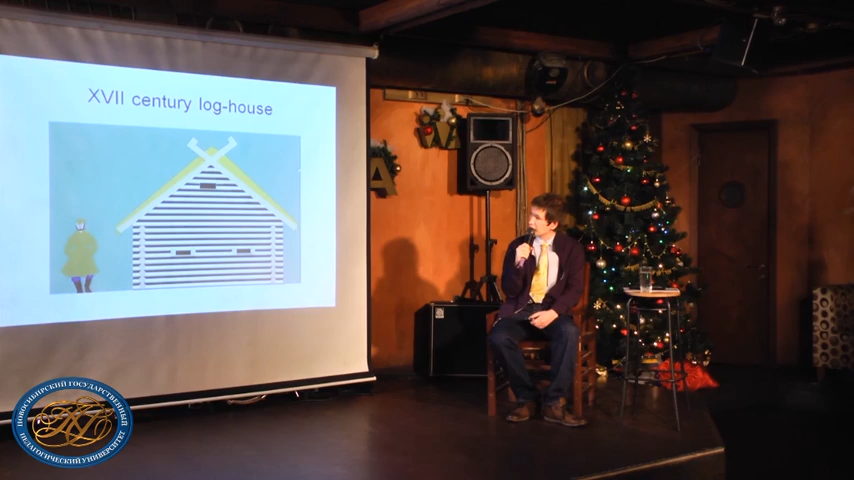 XVII century log-house
A
W
НОВОСИБИРСКИЙ ГОСУДАРСТВЕННЫЙ
ПЕДАГОГИЧЕСКИЙ УНИВЕРСИТЕТ